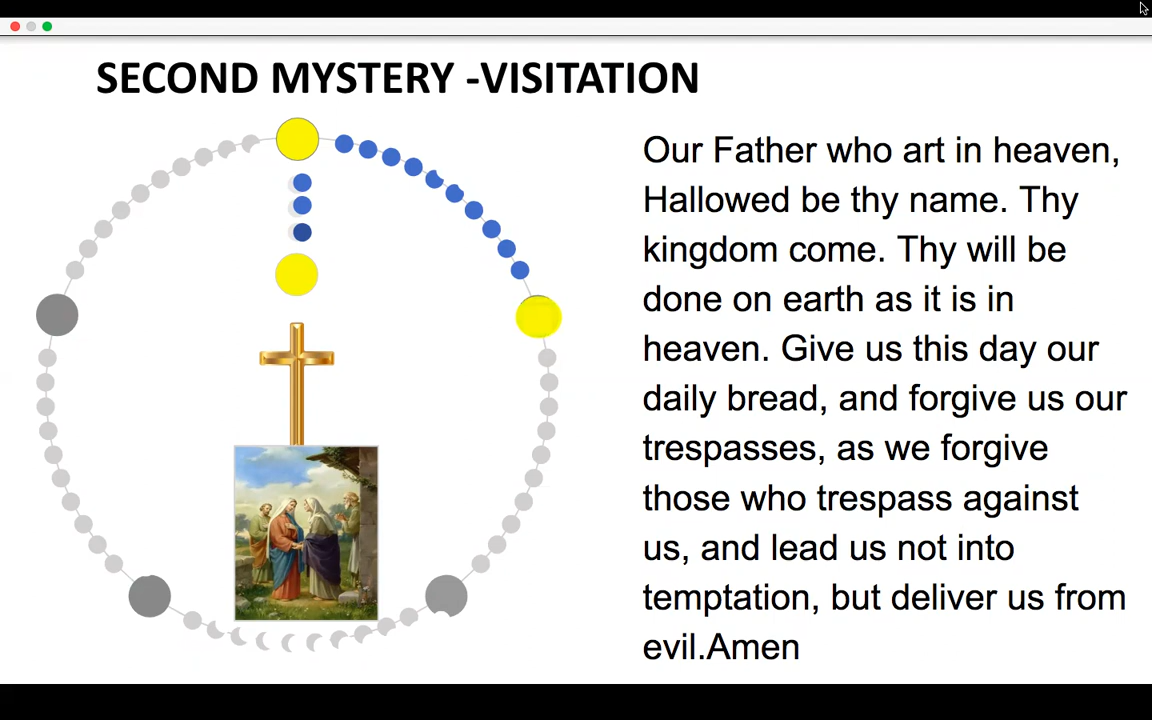 SECOND MYSTERY -VISITATION
Our Father who art in heaven,
Hallowed be thy name. Thy
kingdom come. Thy will be
done on earth as it is in
heaven. Give us this day our
daily bread, and forgive us our
trespasses, as we forgive
those who trespass against
us, and lead us not into
temptation, but deliver us from
evil.Amen